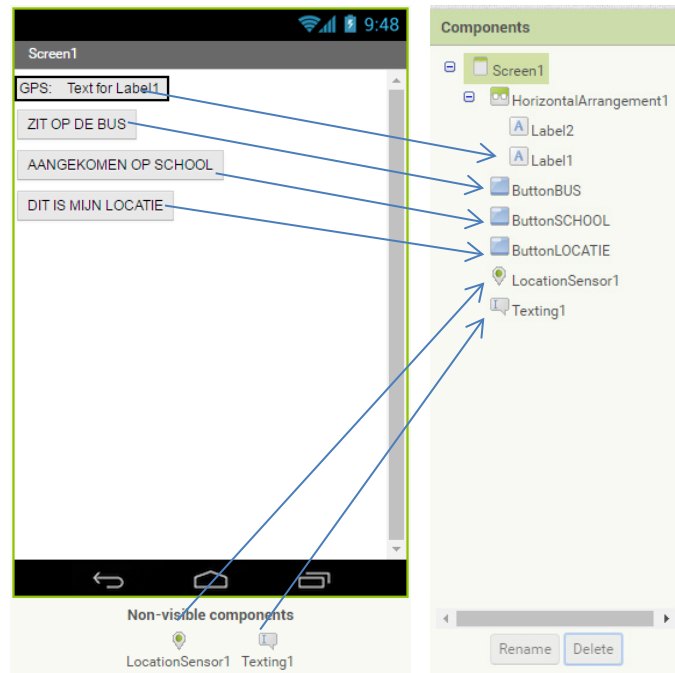 9:48
Screen1
GPS: Text for Label1
ZIT OP DE BUS
AANGEKOMEN OP SCHOOL
DIT IS MIJN LOCATIE
Non-visible components
LocationSensor1 Texting1
Components
Screen1
HorizontalArrangement1
A Label2
A Label1
ButtonBUS
ButtonSCHOOL
ButtonLOCATIE
LocationSensor1
Texting1
Rename Delete